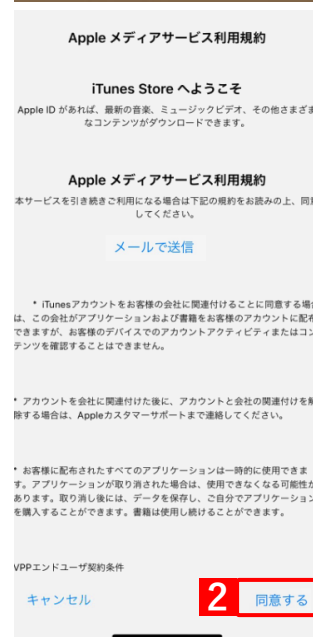 Apple メディアサービス利用規約
iTunes Store へようこそ
Apple ID があれば、最新の音楽、ミュージックビデオ、その他さまざま
なコンテンツがダウンロードできます。
Apple メディアサービス利用規約
本サービスを引き続きご利用になる場合は下記の規約をお読みの上、同意
してください。
メールで送信
* iTunesアカウントをお客様の会社に関連付けることに同意する場合
は、この会社がアプリケーションおよび書籍をお客様のアカウントに配布
できますが、お客様のデバイスでのアカウントアクティビティまたはコン
テンツを確認することはできません。
* アカウントを会社に関連付けた後に、アカウントと会社の関連付けを解
除する場合は、Appleカスタマーサポートまで連絡してください。
* お客様に配布されたすべてのアプリケーションは一時的に使用できま
す。アプリケーションが取り消された場合は、使用できなくなる可能性が
あります。取り消し後には、データを保存し、ご自分でアプリケーション
を購入することができます。書籍は使用し続けることができます。
VPPエンドユーザ契約条件
キャンセル
2 同意する